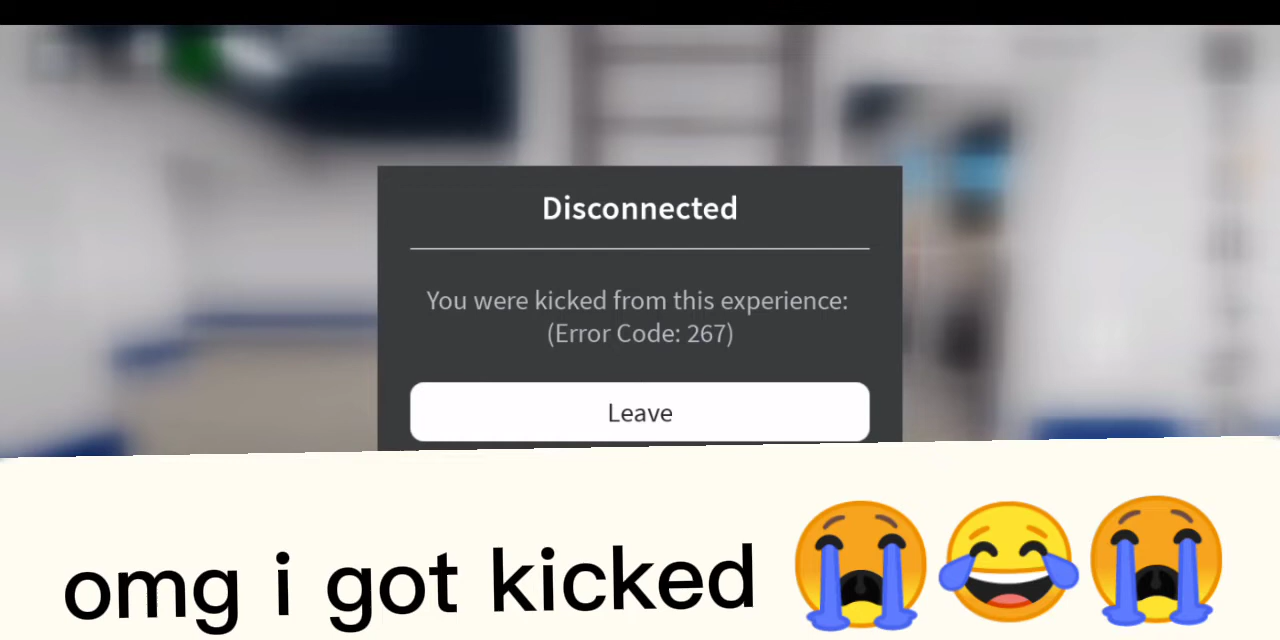 Disconnected
You were kicked from this experience:
(Error Code: 267)
Leave
omg i got kicked 😭😂😭